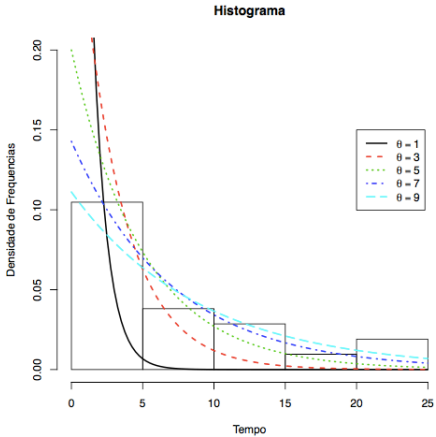 Histograma
Densidade de Frequencias
0.20
0.15
0.10
0.05
0.00
θ = 1
θ = 3
θ = 5
θ = 7
θ = 9
0 5 10 15 20 25
Tempo